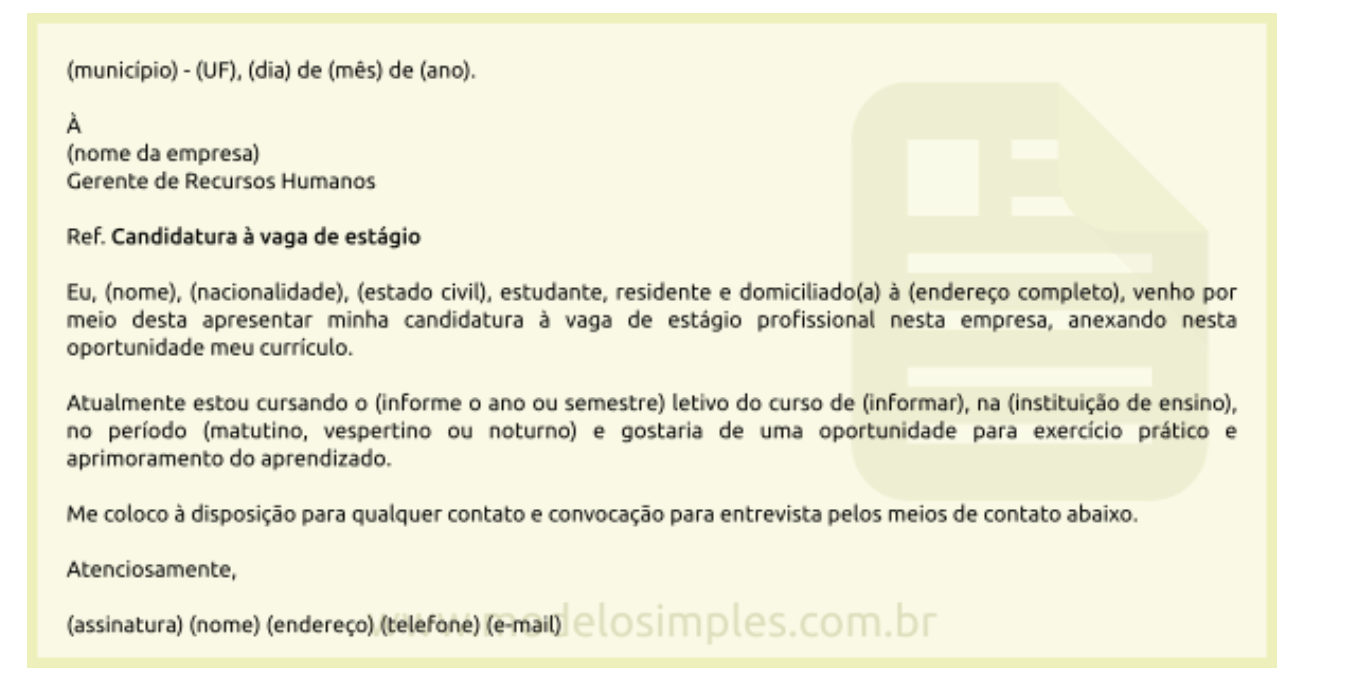 (município) - (UF), (dia) de (mês) de (ano).
À
(nome da empresa)
Gerente de Recursos Humanos
Ref. Candidatura à vaga de estágio
Eu, (nome), (nacionalidade), (estado civil), estudante, residente e domiciliado(a) à (endereço completo), venho por
meio desta apresentar minha candidatura à vaga de estágio profissional nesta empresa, anexando nesta
oportunidade meu currículo.
Atualmente estou cursando o (informe o ano ou semestre) letivo do curso de (informar), na (instituição de ensino),
no período (matutino, vespertino ou noturno) e gostaria de uma oportunidade para exercício prático e
aprimoramento do aprendizado.
Me coloco à disposição para qualquer contato e convocação para entrevista pelos meios de contato abaixo.
Atenciosamente,
(assinatura) (nome) (endereço) (telefone) (e-mail)
www.modelosimples.com.br